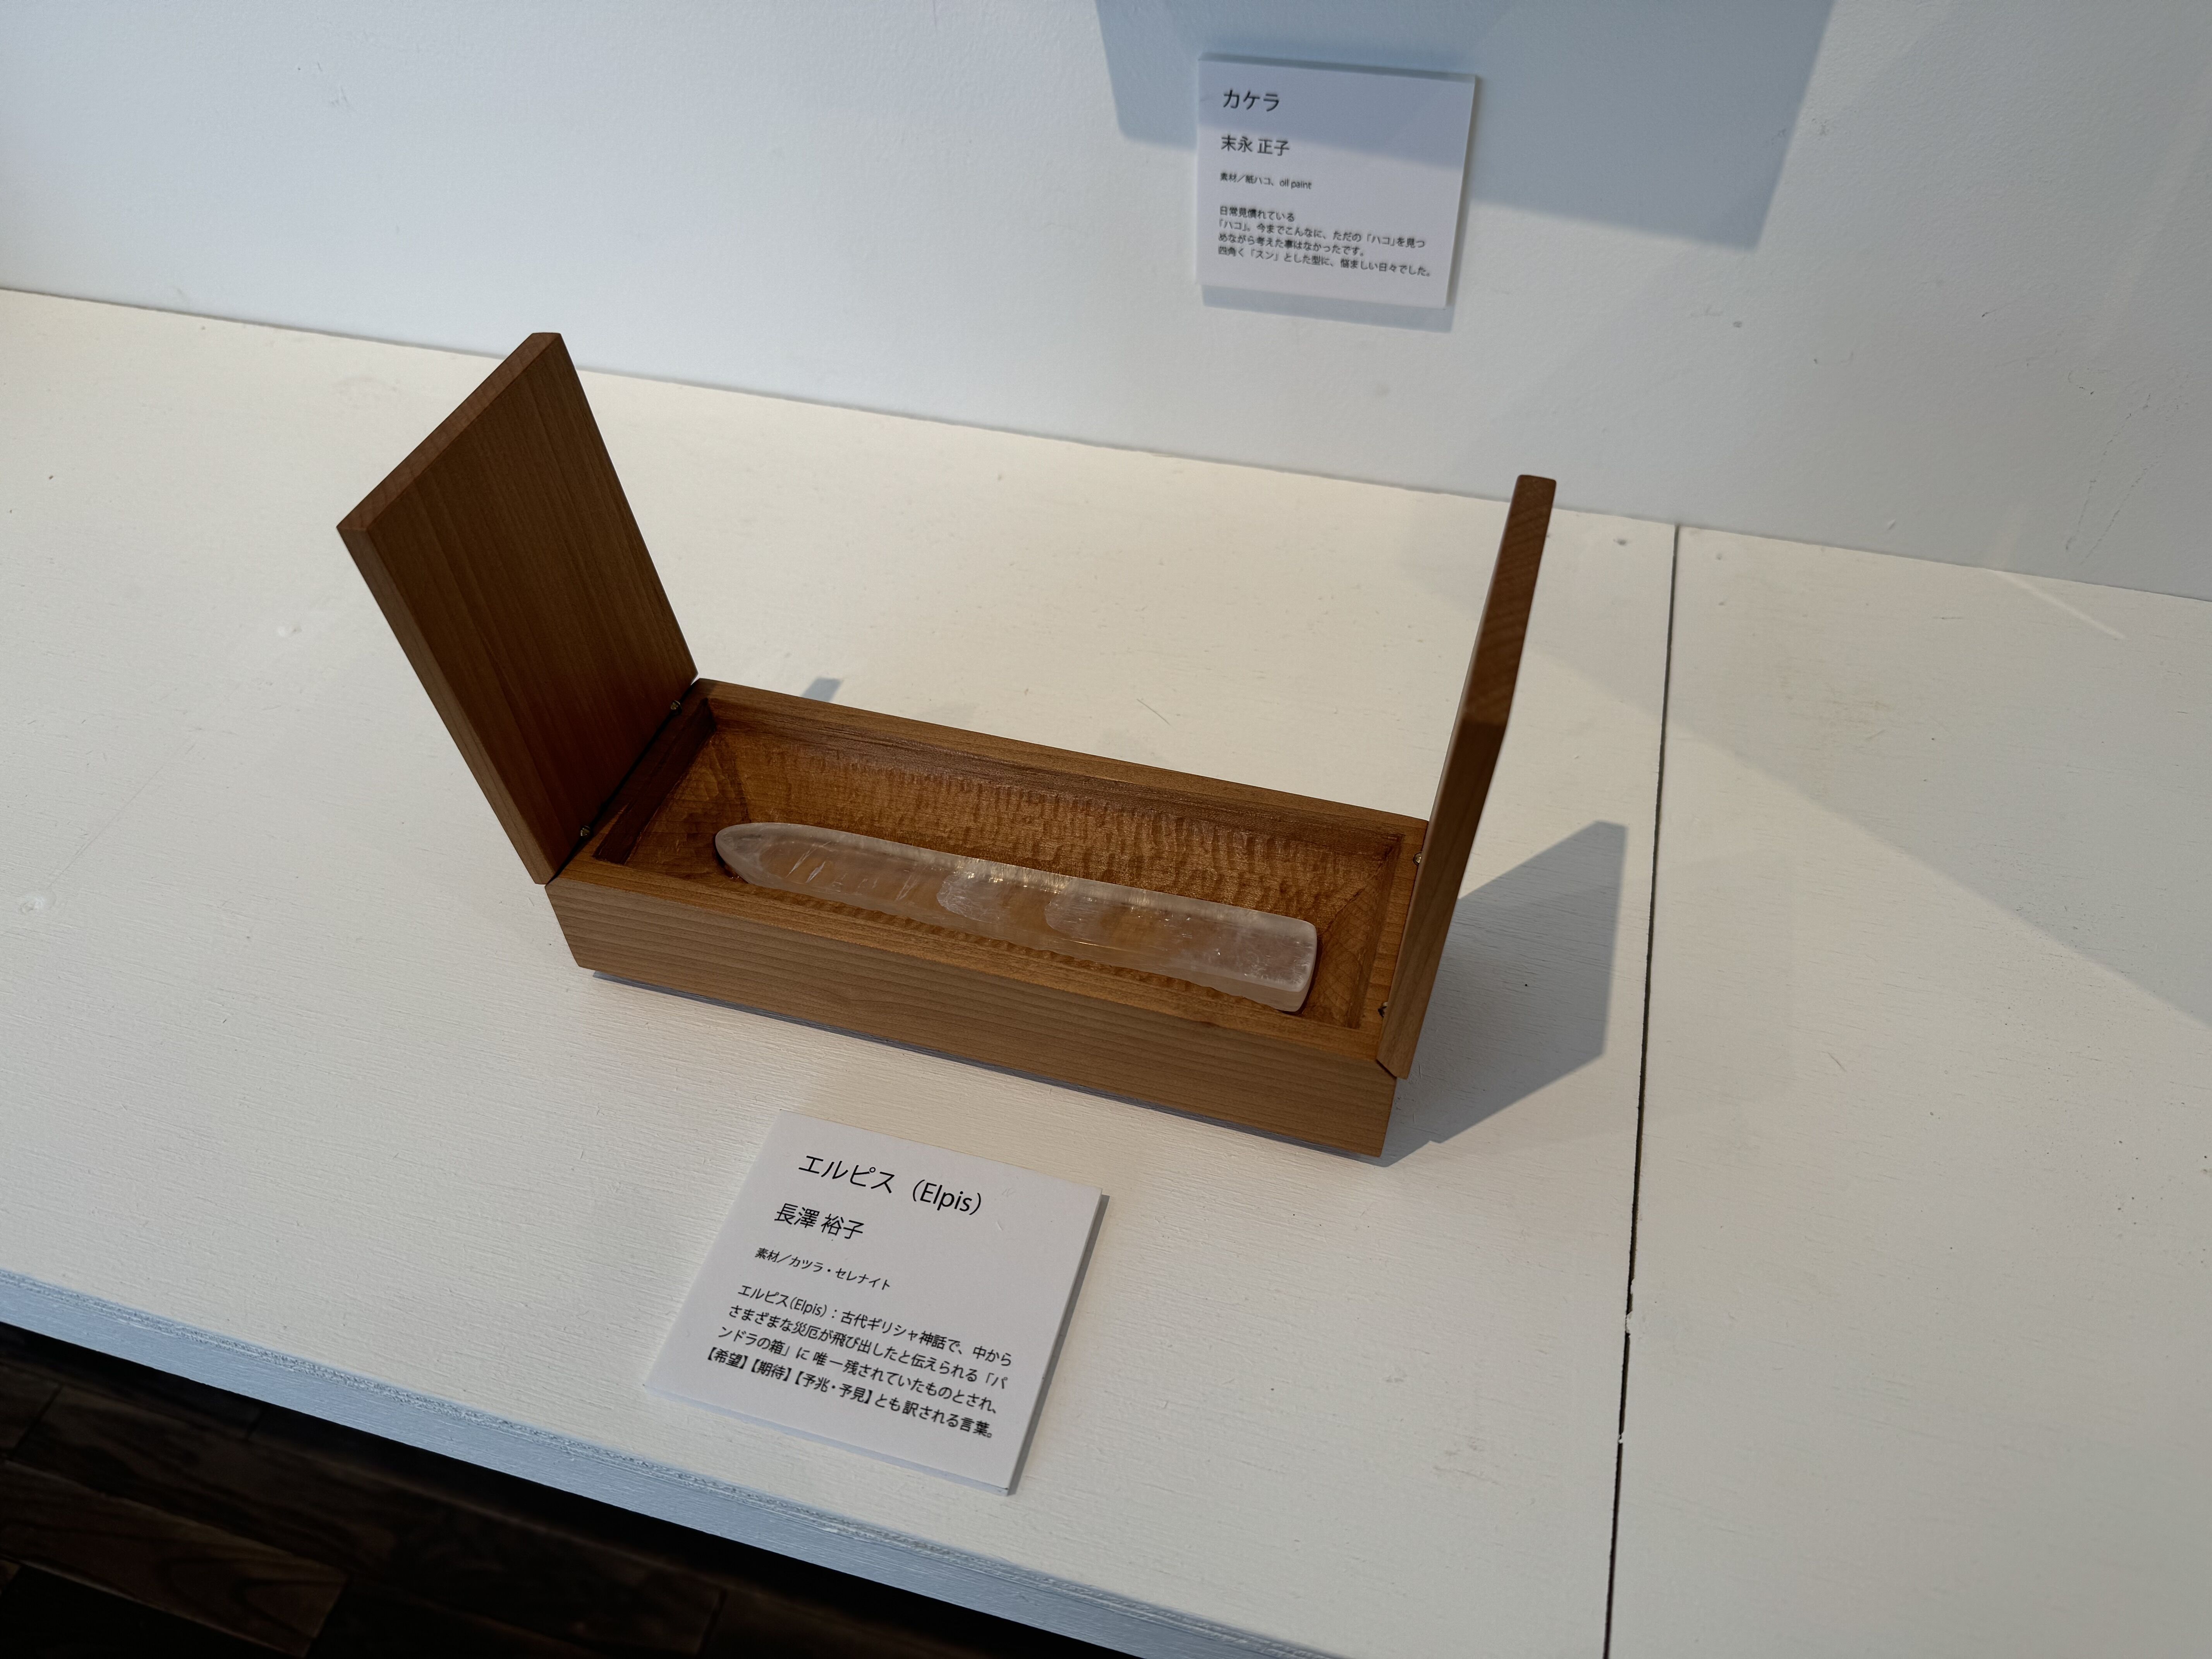 カケラ
末永 正子
素材／紙ハコ、oil paint
日常見慣れている
「ハコ」。今までこんなに、ただの「ハコ」を見つ
めながら考えた事はなかったです。
四角く「スン」とした型に、悩ましい日々でした。
エルピス（Elpis）
長澤 裕子
素材／カツラ・セレナイト
エルピス（Elpis）：古代ギリシャ神話で、中から
さまざまな災厄が飛び出したと伝えられる「パ
ンドラの箱」に 唯一残されていたものとされ、
【希望】【期待】【予兆・予見】とも訳される言葉。